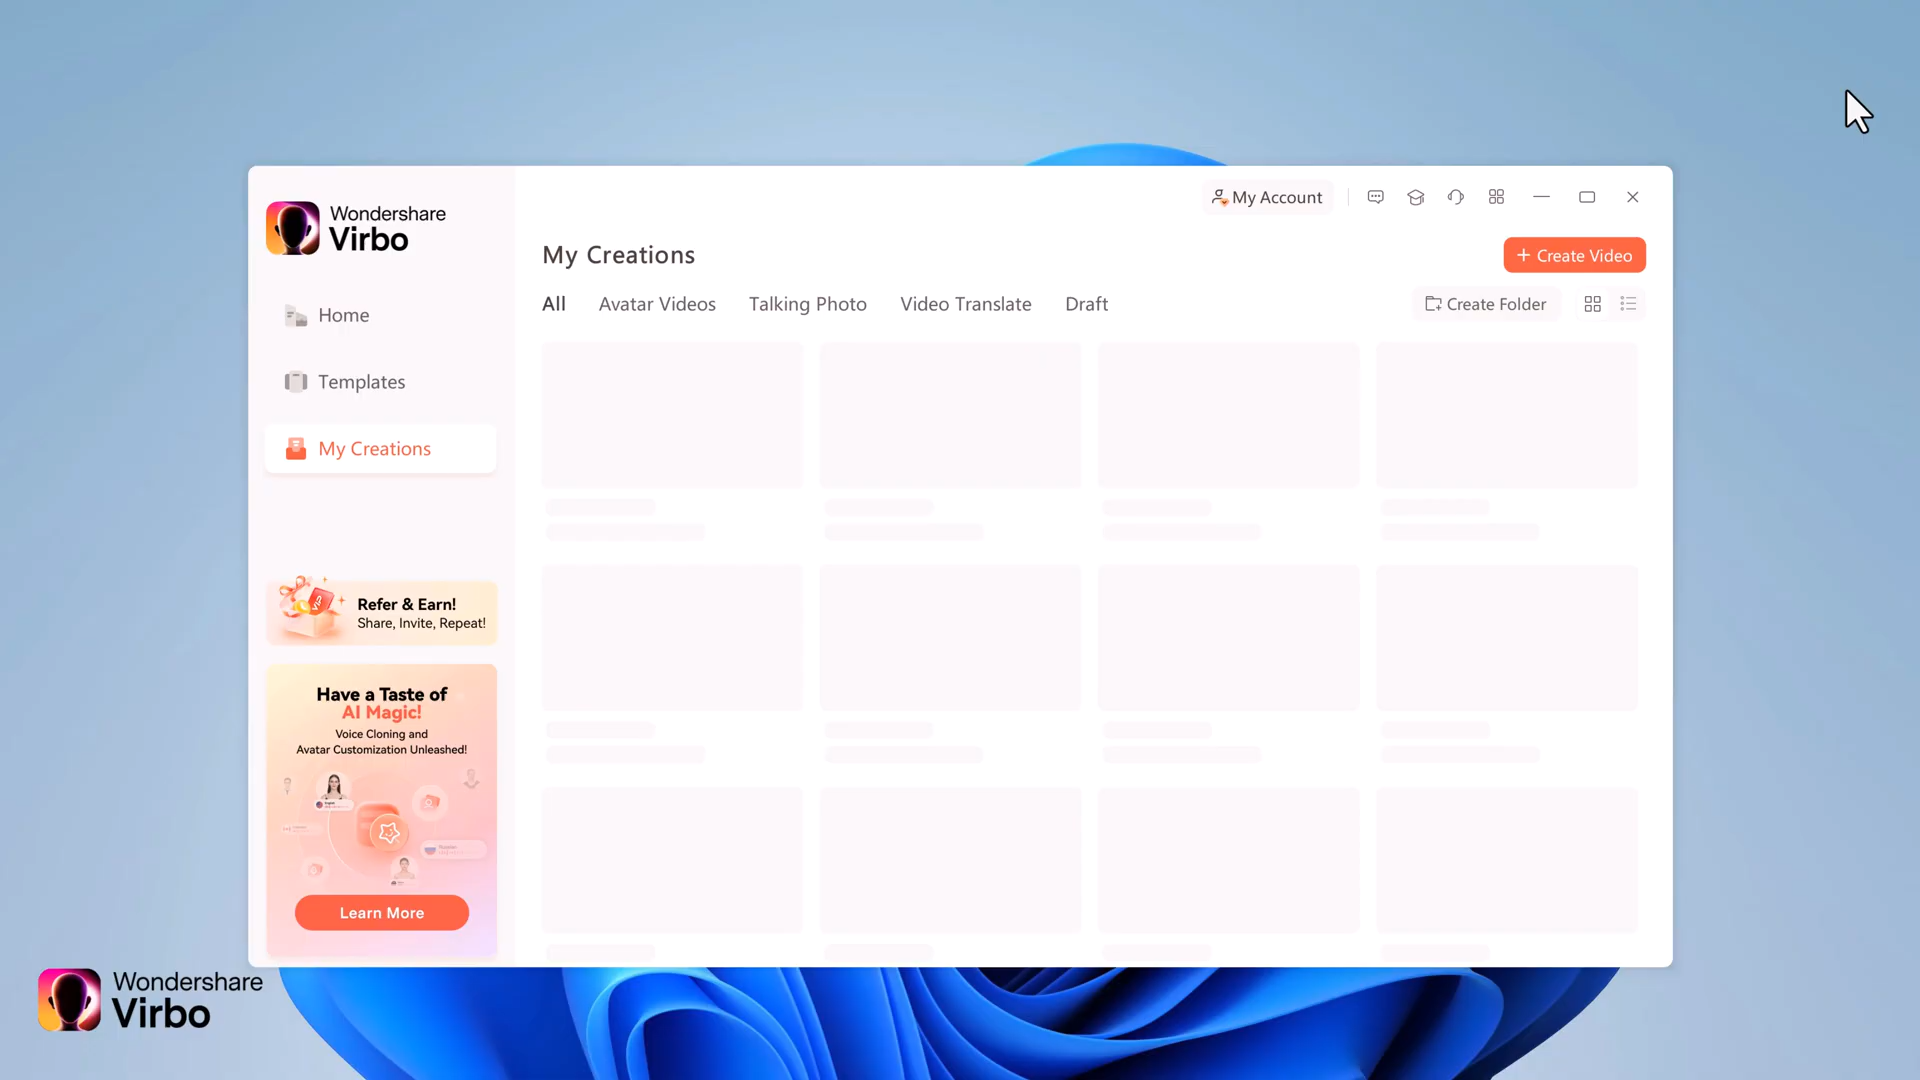 Wondershare
Virbo
My Account
Home
Templates
My Creations
My Creations
+ Create Video
All
Avatar Videos
Talking Photo
Video Translate
Draft
Create Folder
Refer & Earn!
Share, Invite, Repeat!
Have a Taste of
AI Magic!
Voice Cloning and
Avatar Customization Unleashed!
Learn More
Wondershare
Virbo